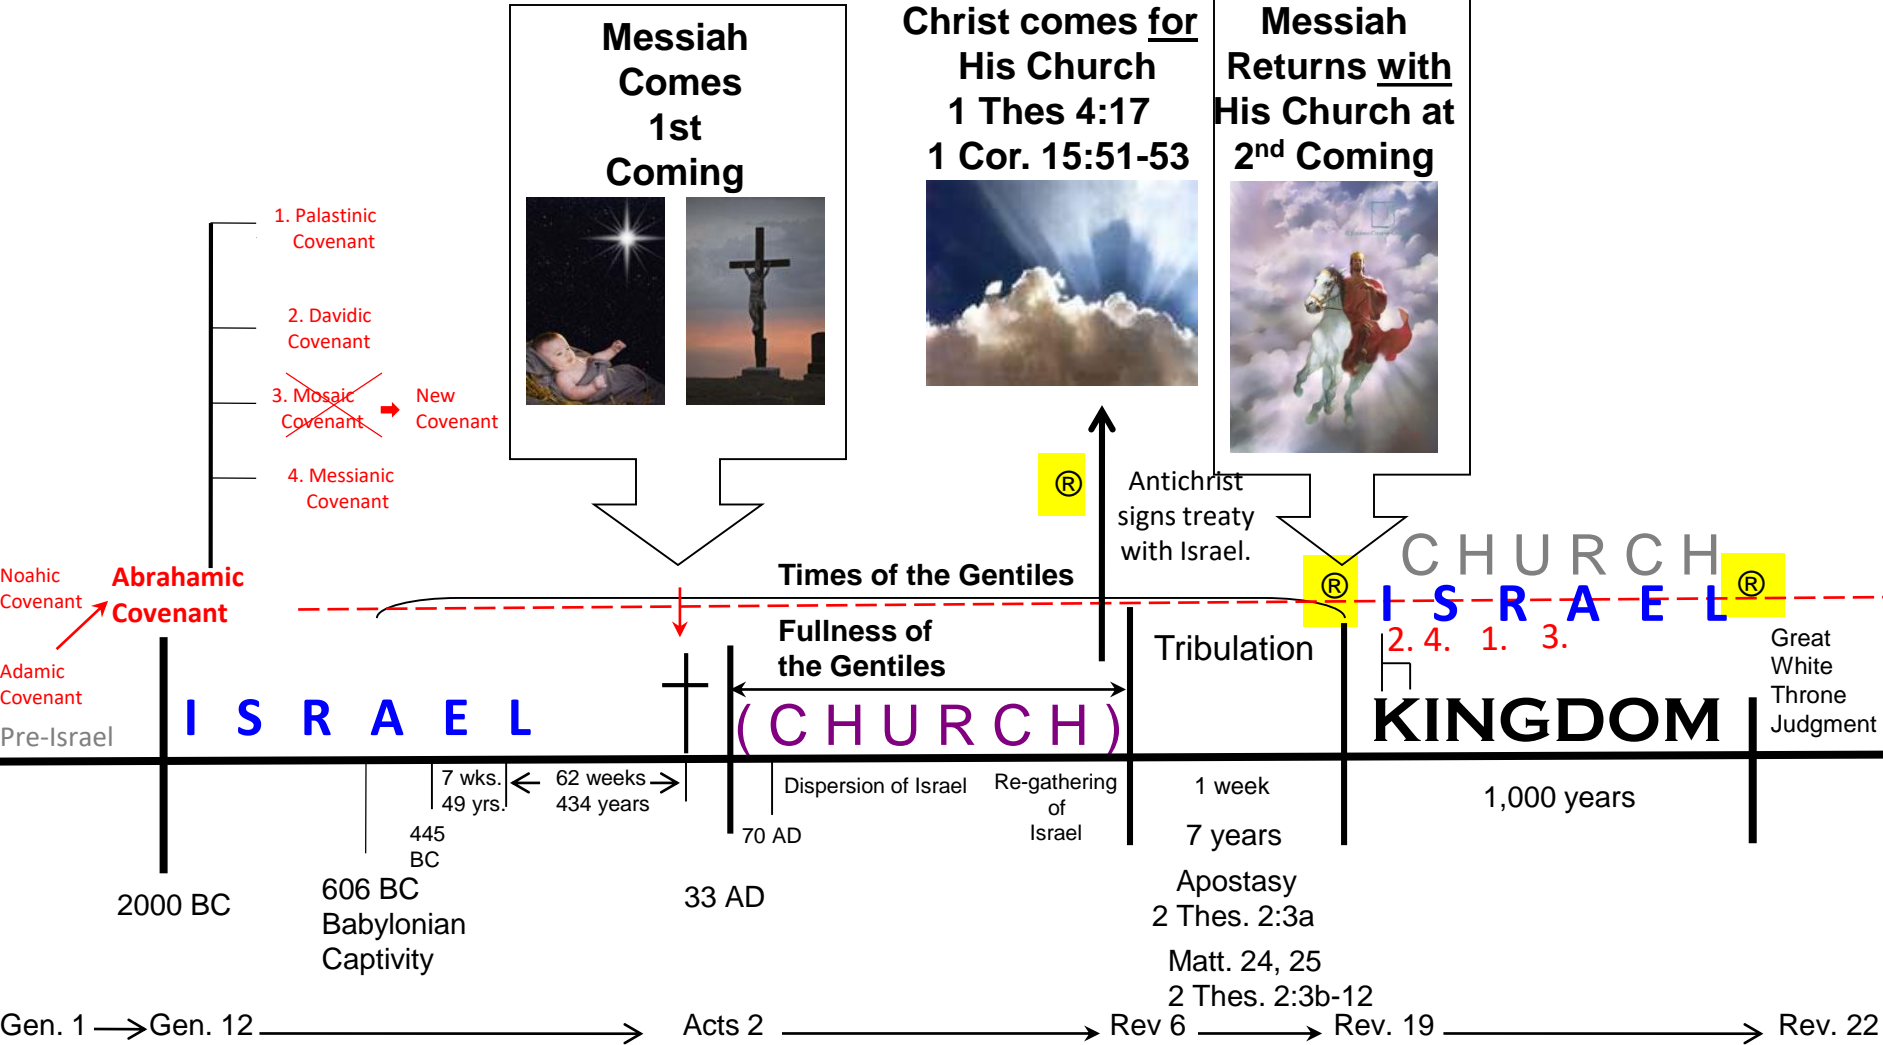 Messiah
Comes
1st
Coming
Christ comes for
His Church
1 Thes 4:17
1 Cor. 15:51-53
Messiah
Returns with
His Church at
2nd Coming
1. Palastinic
Covenant
2. Davidic
Covenant
3. Mosaic
Covenant
New
Covenant
4. Messianic
Covenant
®
Antichrist
signs treaty
with Israel.
Noahic
Covenant
Abrahamic
Covenant
Adamic
Covenant
Pre-Israel
ISRAEL
Times of the Gentiles
Fullness of
the Gentiles
(CHURCH)
Tribulation
®
CHURCH
ISRAEL
®
2. 4. 1. 3.
KINGDOM
Great
White
Throne
Judgment
7 wks.
49 yrs.
62 weeks
434 years
445
BC
606 BC
Babylonian
Captivity
2000 BC
33 AD
70 AD
Dispersion of Israel
Re-gathering
of
Israel
1 week
7 years
1,000 years
Apostasy
2 Thes. 2:3a
Matt. 24, 25
2 Thes. 2:3b-12
Gen. 1 Gen. 12 Acts 2 Rev 6 Rev. 19 Rev. 22